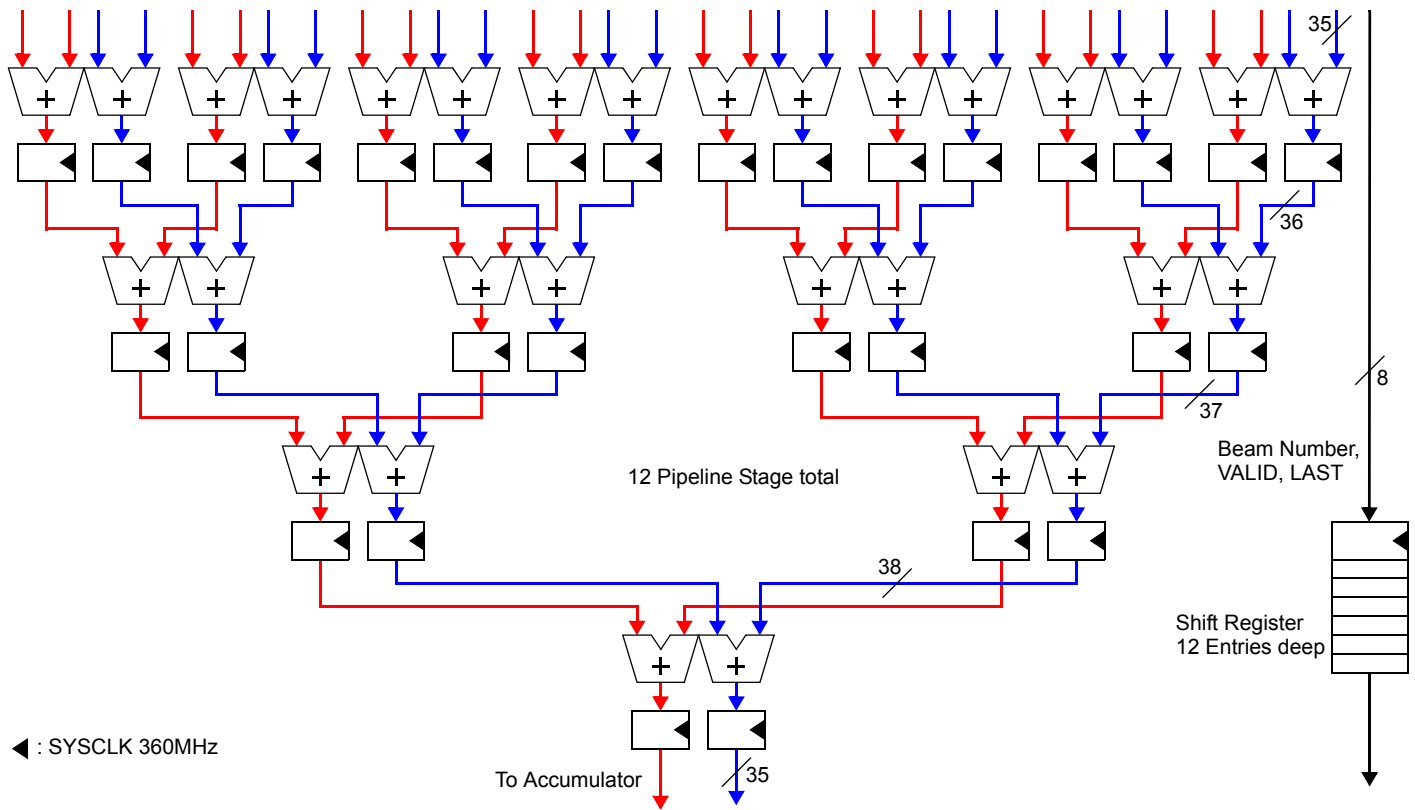 35
+ + + + + + + + + + + + + + + +
36
+ + + + + + + +
37
8
Beam Number,
VALID, LAST
+ + + +
12 Pipeline Stage total
38
Shift Register
12 Entries deep
+ +
: SYSCLK 360MHz
To Accumulator
35